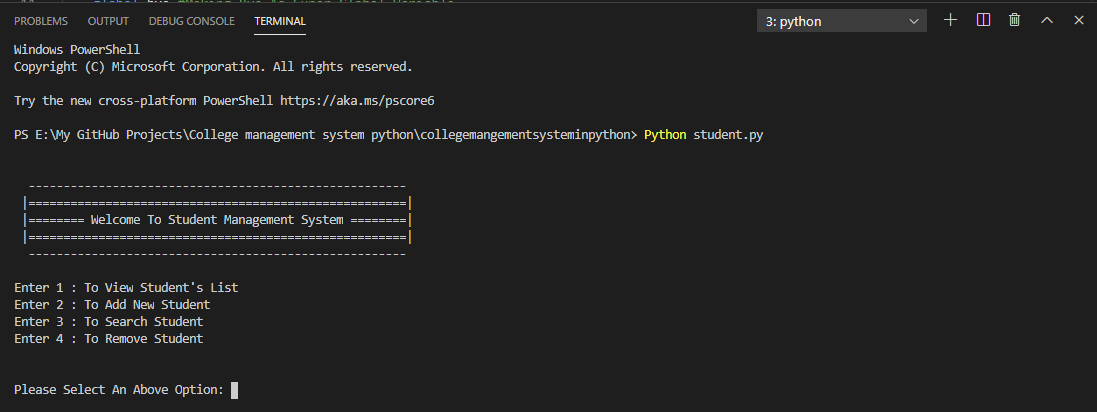 PROBLEMS OUTPUT DEBUG CONSOLE TERMINAL 3: python
Windows PowerShell
Copyright (C) Microsoft Corporation. All rights reserved.
Try the new cross-platform PowerShell https://aka.ms/pscore6
PS E:\My GitHub Projects\College management system python\collegemangementsysteminpython> Python student.py
------------------------------------------------------
|======================================================|
|======== Welcome To Student Management System ========|
|======================================================|
------------------------------------------------------
Enter 1 : To View Student's List
Enter 2 : To Add New Student
Enter 3 : To Search Student
Enter 4 : To Remove Student
Please Select An Above Option: